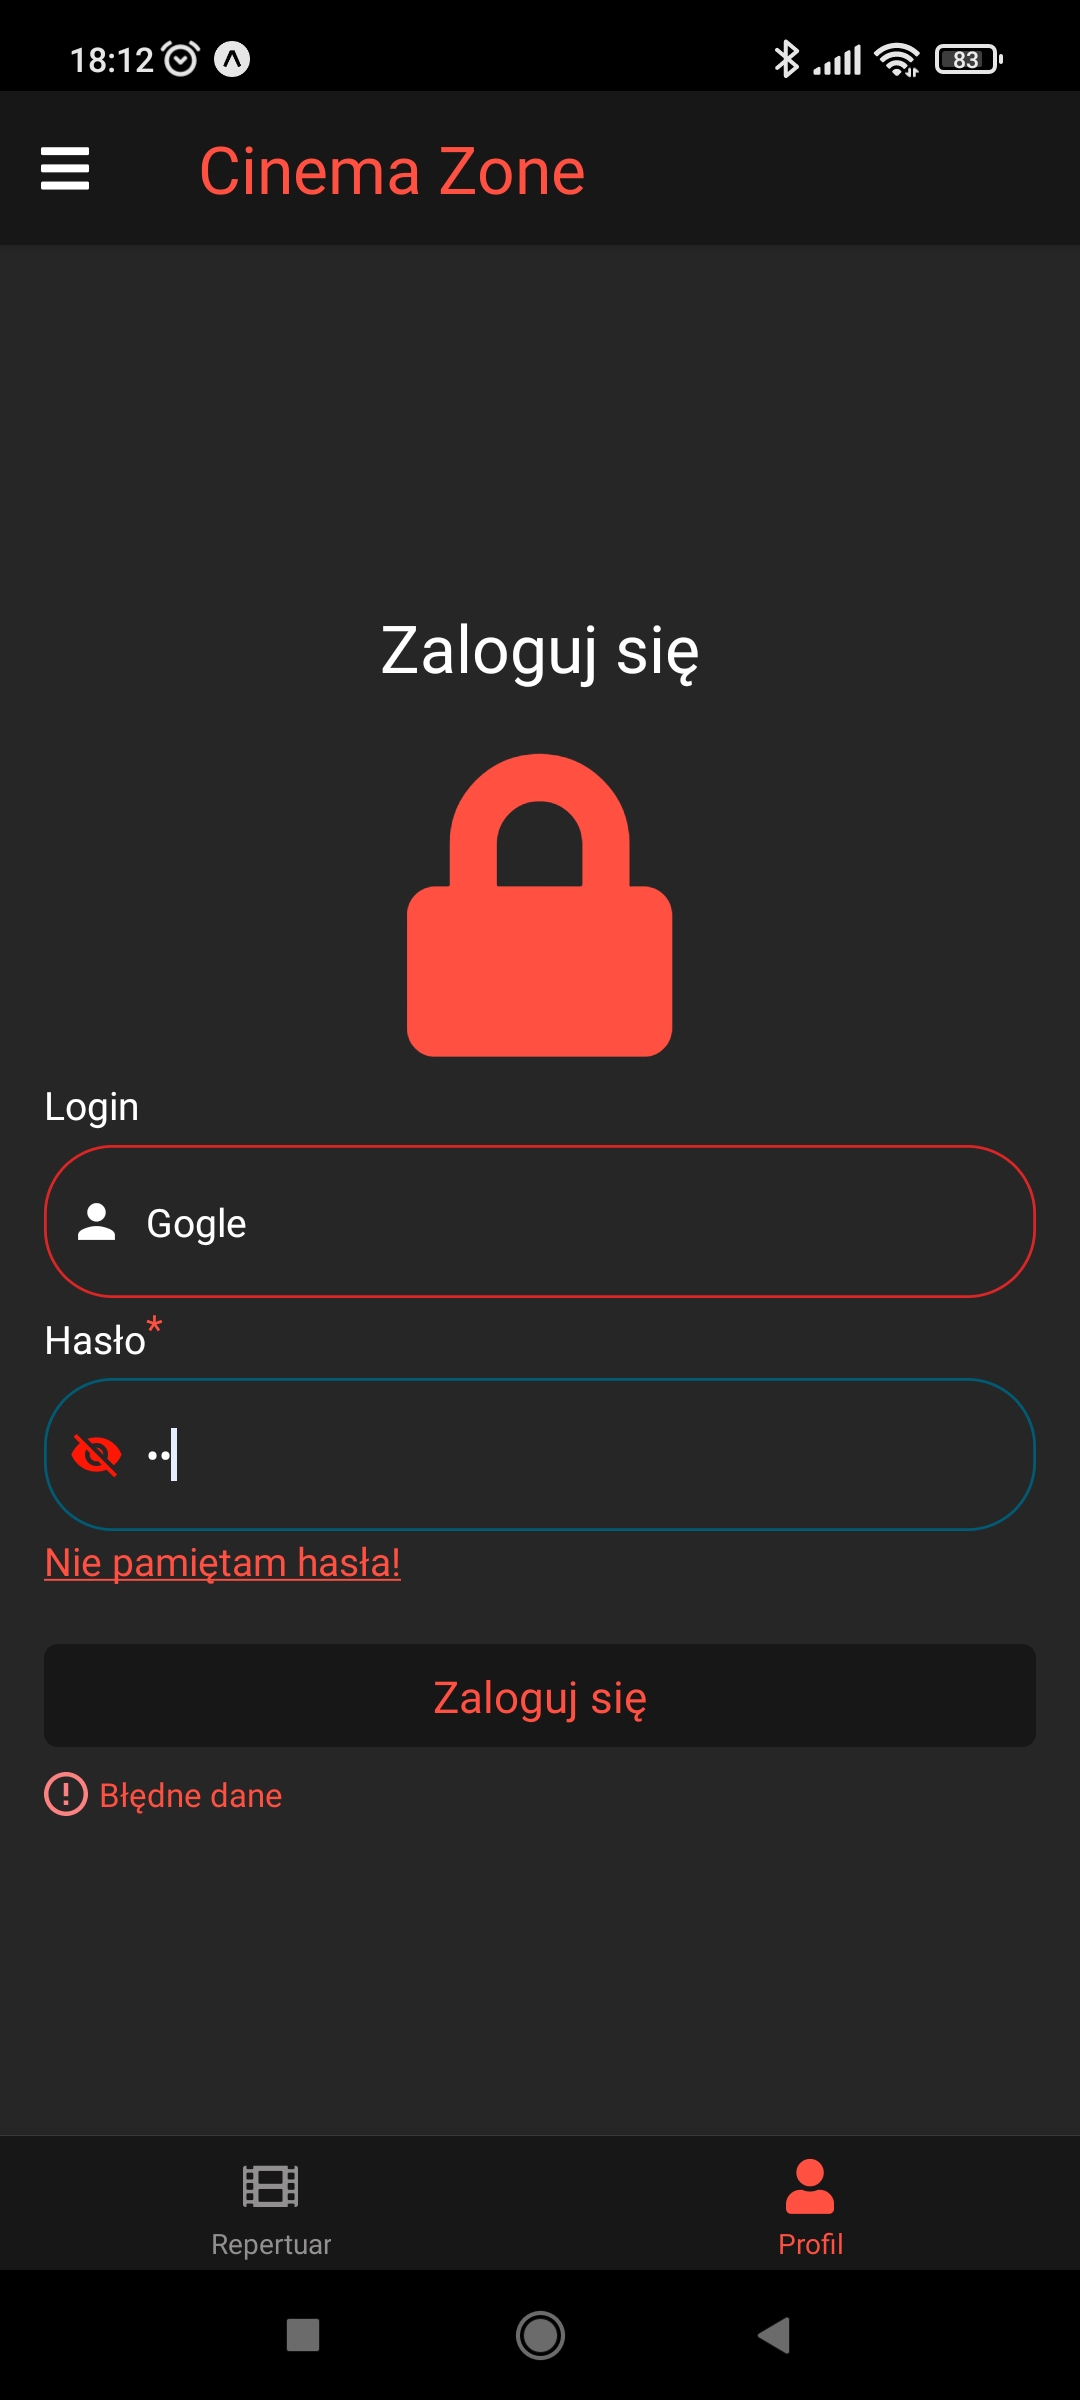 18:12 83
Cinema Zone
Zaloguj się
Login
Gogle
Hasło*
••
Nie pamiętam hasła!
Zaloguj się
Błędne dane
Repertuar Profil